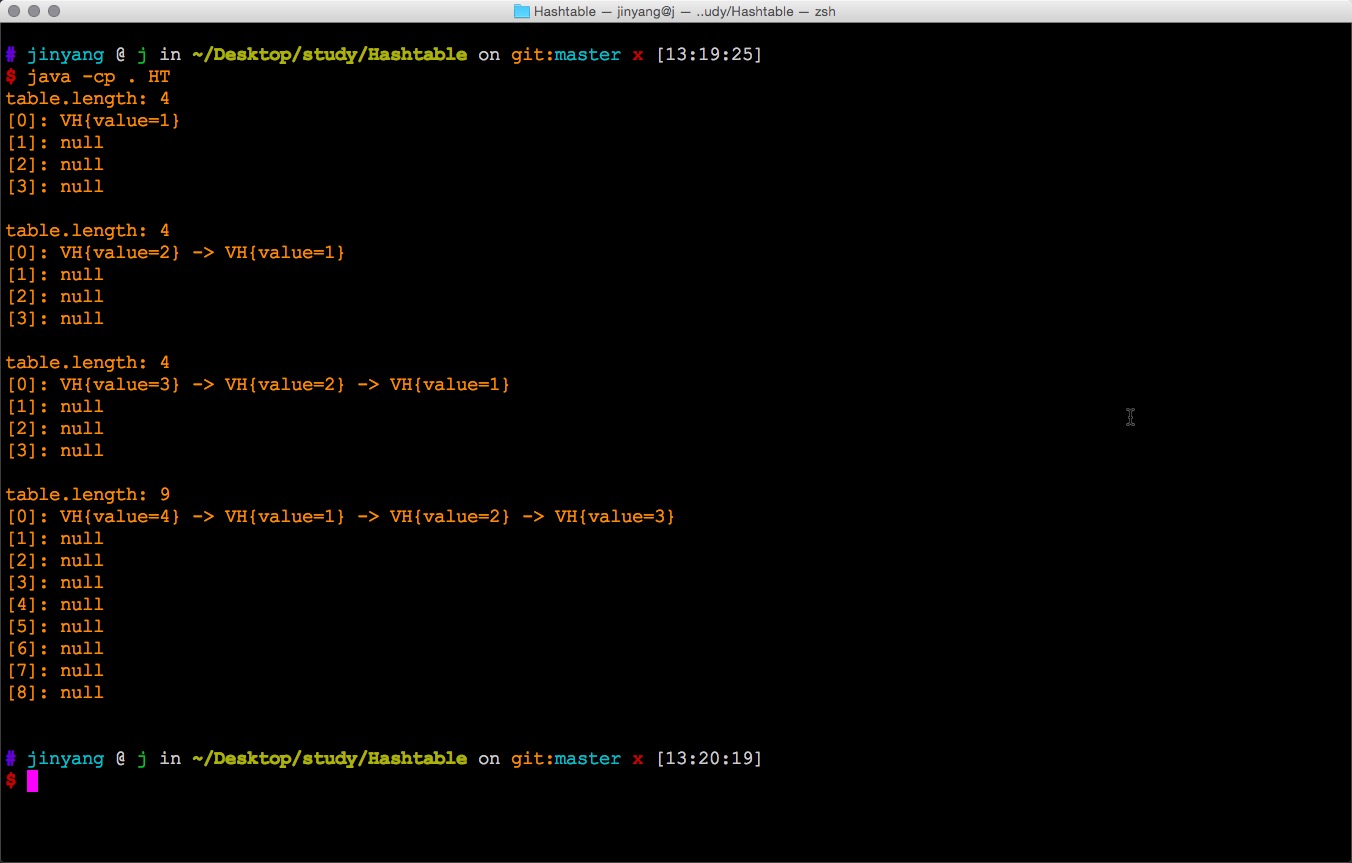 Hashtable — jinyang@j — ..udy/Hashtable — zsh
# jinyang @ j in ~/Desktop/study/Hashtable on git:master x [13:19:25]
$ java -cp . HT
table.length: 4
[0]: VH{value=1}
[1]: null
[2]: null
[3]: null
table.length: 4
[0]: VH{value=2} -> VH{value=1}
[1]: null
[2]: null
[3]: null
table.length: 4
[0]: VH{value=3} -> VH{value=2} -> VH{value=1}
[1]: null
[2]: null
[3]: null
table.length: 9
[0]: VH{value=4} -> VH{value=1} -> VH{value=2} -> VH{value=3}
[1]: null
[2]: null
[3]: null
[4]: null
[5]: null
[6]: null
[7]: null
[8]: null
# jinyang @ j in ~/Desktop/study/Hashtable on git:master x [13:20:19]
$